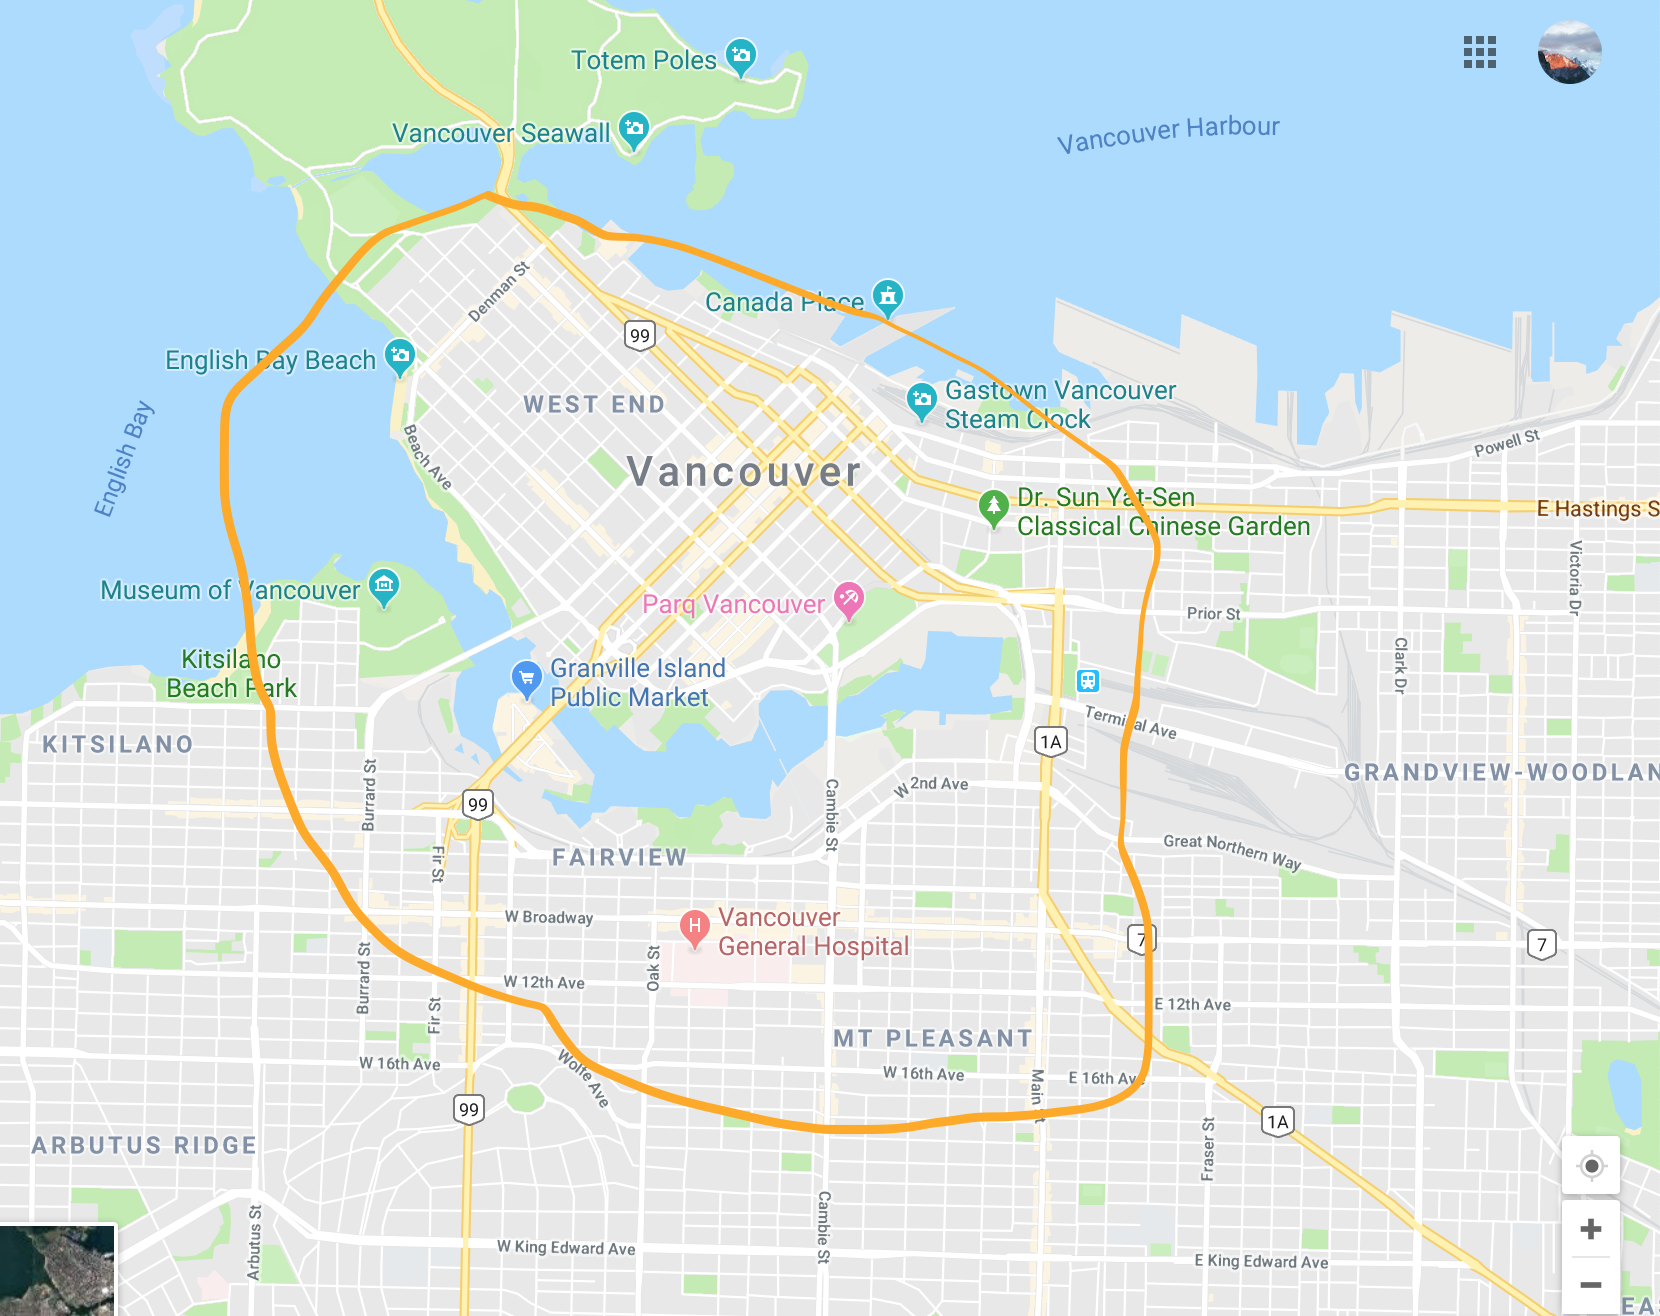 Totem Poles
Vancouver Seawall
Vancouver Harbour
Denman St
Canada Place
99
English Bay Beach
WEST END
Gastown Vancouver
Steam Clock
English Bay
Beach Ave
Powell St
Vancouver
Dr. Sun Yat-Sen
Classical Chinese Garden
E Hastings S
Victoria Dr
Museum of Vancouver
Parq Vancouver
Prior St
Kitsilano
Beach Park
Granville Island
Public Market
Clark Dr
Terminal Ave
KITSILANO
1A
GRANDVIEW-WOODLAN
Burrard St
99
Cambie St
W 2nd Ave
Fir St
FAIRVIEW
Great Northern Way
W Broadway
H
Vancouver
General Hospital
7
7
Burrard St
Oak St
W 12th Ave
Fir St
E 12th Ave
MT PLEASANT
W 16th Ave
Wolfe Ave
W 16th Ave
Main St
E 16th Ave
99
1A
ARBUTUS RIDGE
Fraser St
Arbutus St
Cambie St
W King Edward Ave
E King Edward Ave
EAS